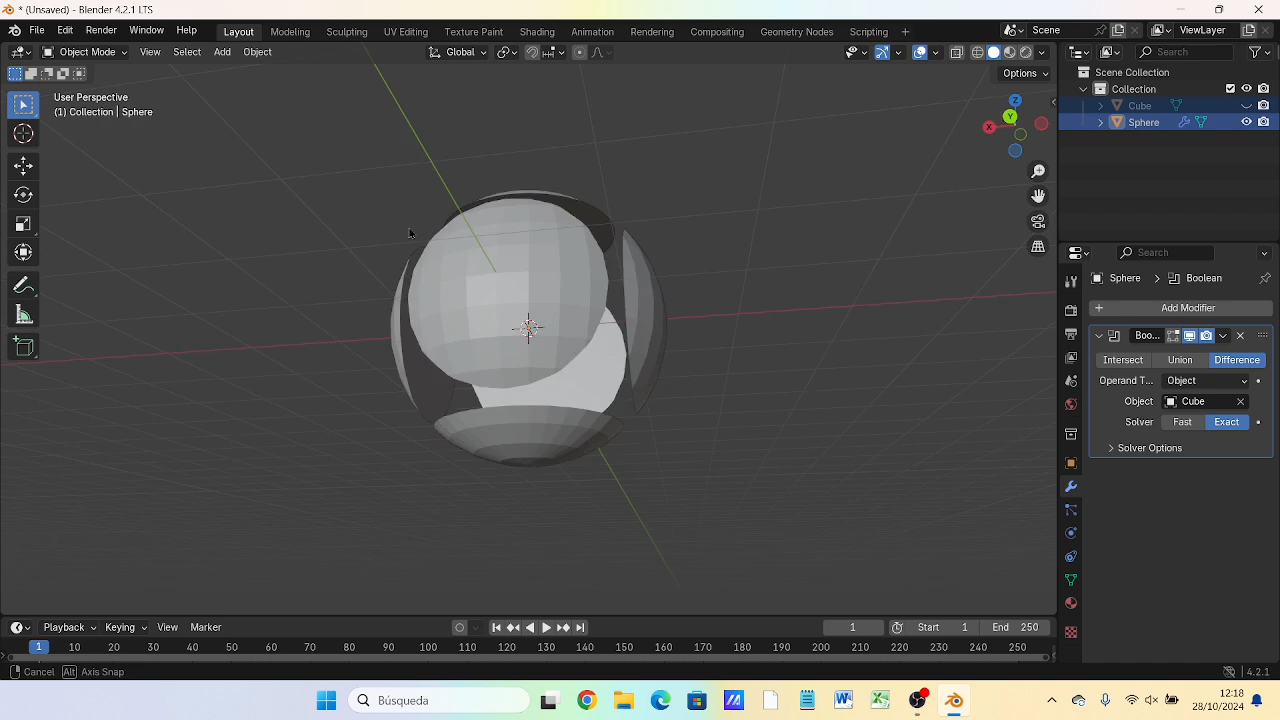 * (Unsaved) - Blender 4.2.1 LTS
File Edit Render Window Help Layout Modeling Sculpting UV Editing Texture Paint Shading Animation Rendering Compositing Geometry Nodes Scripting + Scene ViewLayer
Object Mode View Select Add Object Global Search
Options
User Perspective
(1) Collection | Sphere
Scene Collection
Collection
Cube
Sphere
X Y Z
Search
Sphere > Boolean
+ Add Modifier
Boo...
Intersect Union Difference
Operand T... Object
Object Cube
Solver Fast Exact
Solver Options
Playback Keying View Marker 1 Start 1 End 250
1 10 20 30 40 50 60 70 80 90 100 110 120 130 140 150 160 170 180 190 200 210 220 230 240 250
Cancel Alt Axis Snap 4.2.1
Búsqueda
12:18
28/10/2024